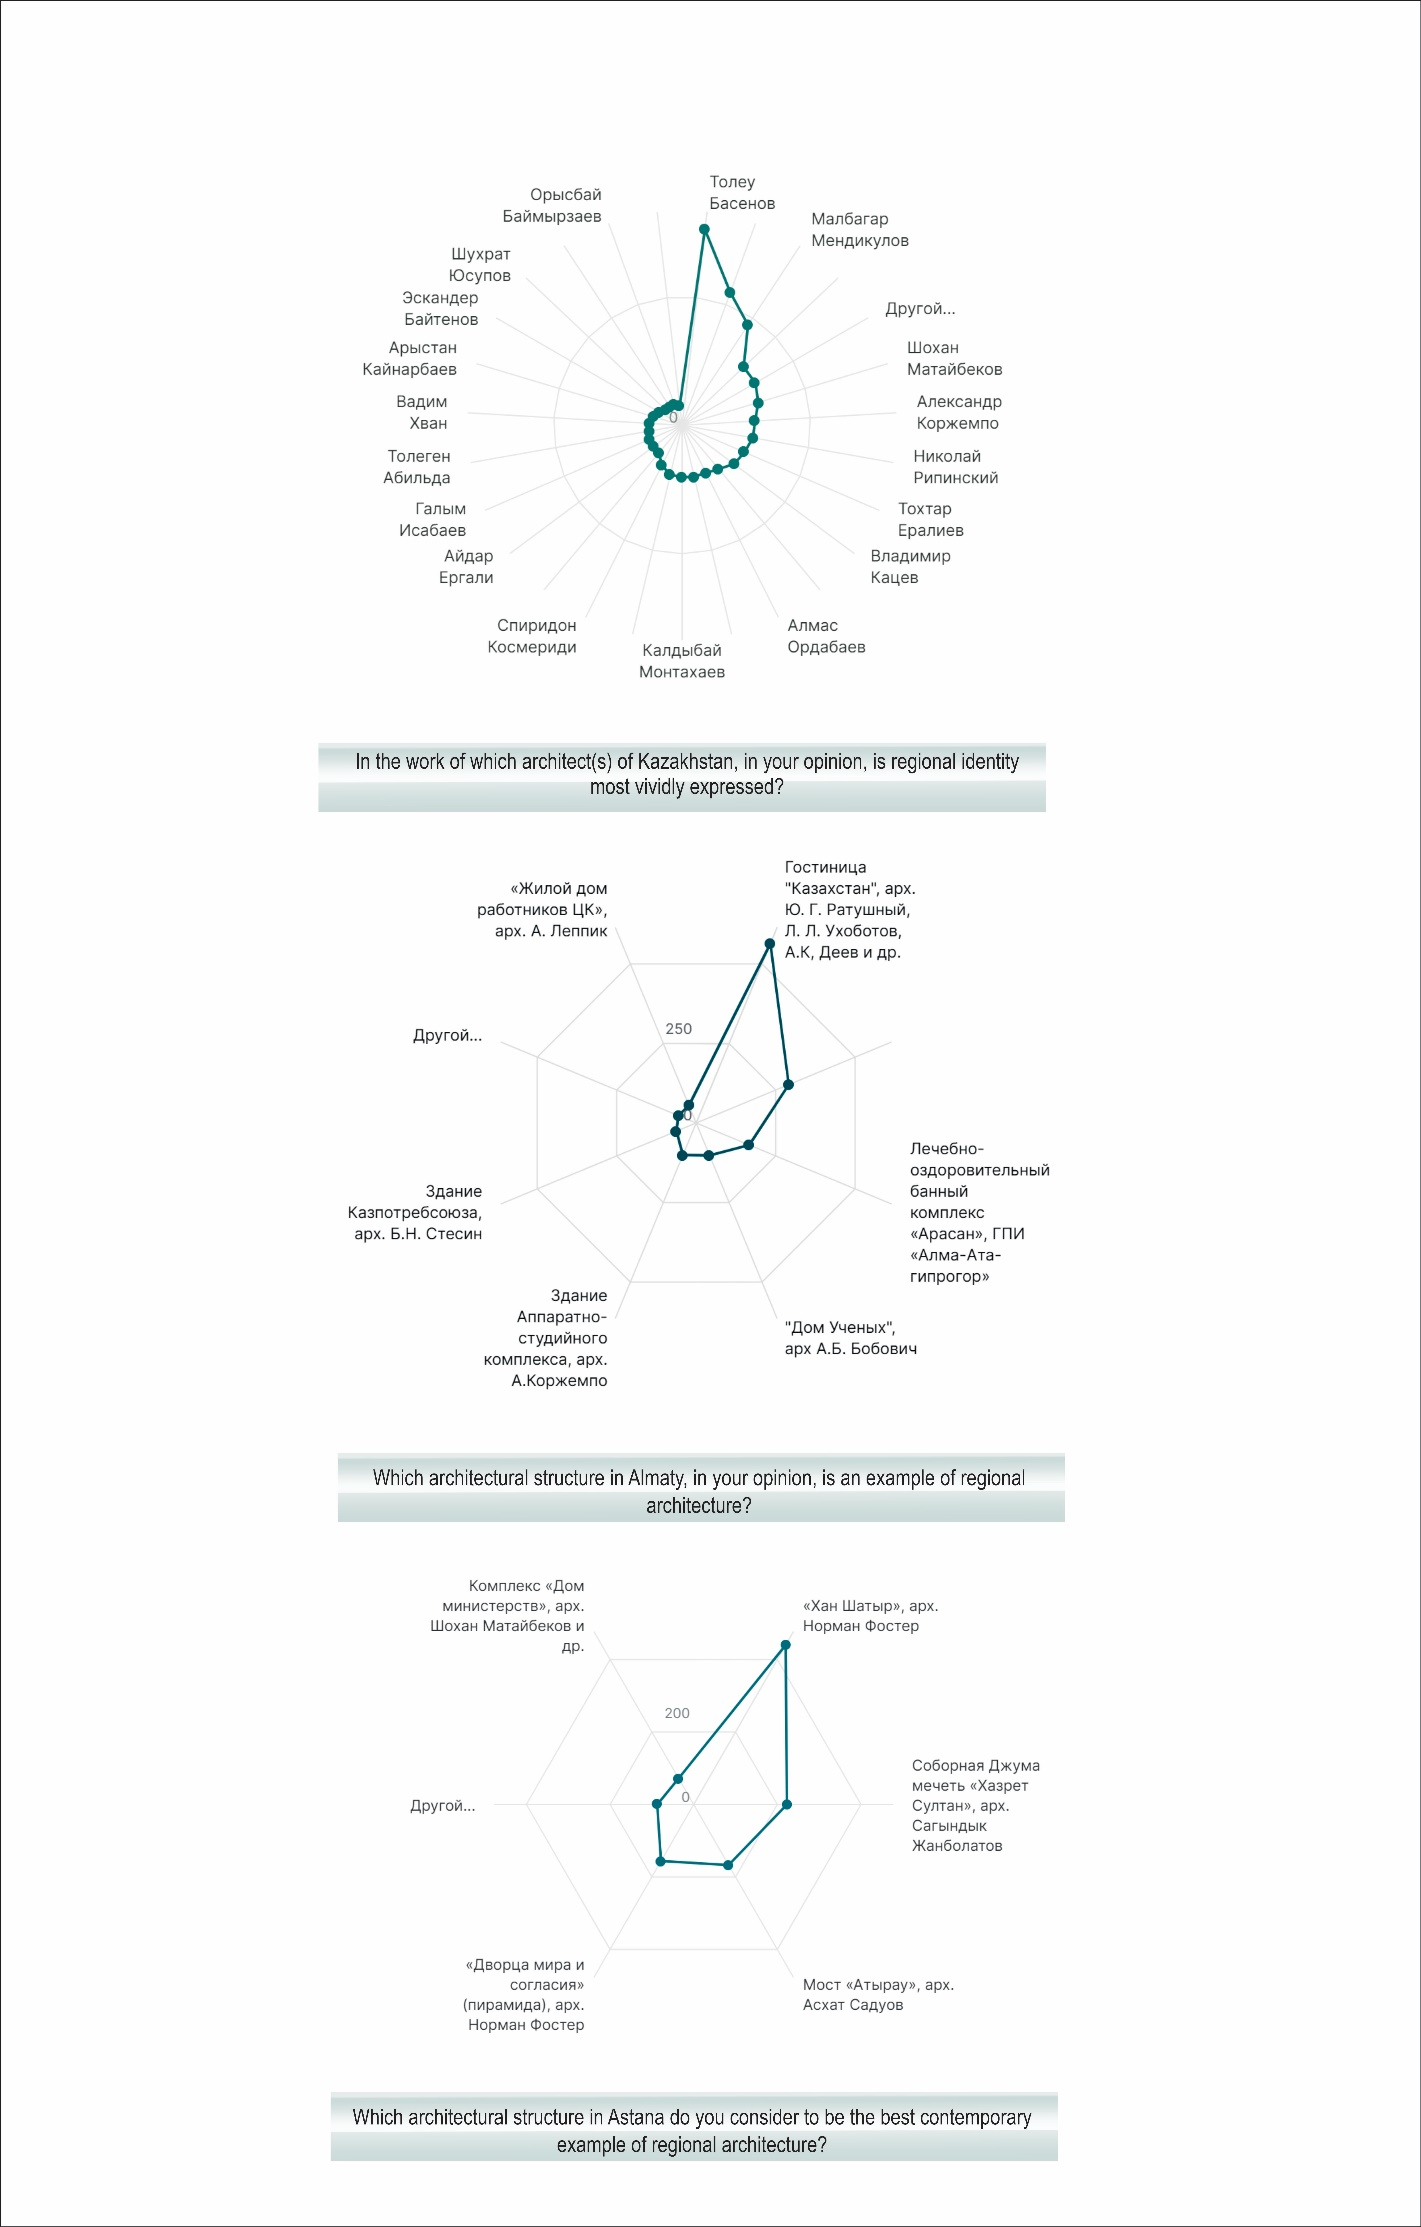 Толеу
Басенов
Малбагар
Мендикулов
Другой...
Шохан
Матайбеков
Александр
Коржемпо
Николай
Рипинский
Тохтар
Ералиев
Владимир
Кацев
Алмас
Ордабаев
Калдыбай
Монтахаев
Спиридон
Космериди
Айдар
Ергали
Галым
Исабаев
Толеген
Абильда
Вадим
Хван
Арыстан
Кайнарбаев
Эскандер
Байтенов
Шухрат
Юсупов
Орысбай
Баймырзаев
0
In the work of which architect(s) of Kazakhstan, in your opinion, is regional identity
most vividly expressed?
Гостиница
"Казахстан", арх.
Ю. Г. Ратушный,
Л. Л. Ухоботов,
А.К, Деев и др.
Лечебно-
оздоровительный
банный
комплекс
«Арасан», ГПИ
«Алма-Ата-
гипрогор»
"Дом Ученых",
арх А.Б. Бобович
Здание
Аппаратно-
студийного
комплекса, арх.
А.Коржемпо
Здание
Казпотребсоюза,
арх. Б.Н. Стесин
Другой...
«Жилой дом
работников ЦК»,
арх. А. Леппик
250
0
Which architectural structure in Almaty, in your opinion, is an example of regional
architecture?
«Хан Шатыр», арх.
Норман Фостер
Соборная Джума
мечеть «Хазрет
Султан», арх.
Сагындык
Жанболатов
Мост «Атырау», арх.
Асхат Садуов
«Дворца мира и
согласия»
(пирамида), арх.
Норман Фостер
Другой...
Комплекс «Дом
министерств», арх.
Шохан Матайбеков и
др.
200
0
Which architectural structure in Astana do you consider to be the best contemporary
example of regional architecture?